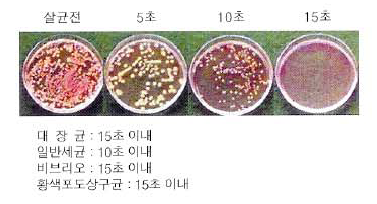 살균전 5초 10초 15초
대 장 균 : 15초 이내
일반세균 : 10초 이내
비브리오 : 15초 이내
황색포도상구균 : 15초 이내